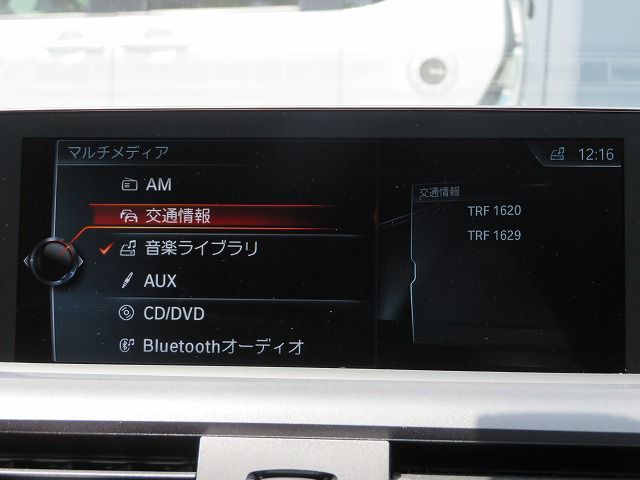 マルチメディア
12:16
AM
交通情報
音楽ライブラリ
AUX
CD/DVD
Bluetoothオーディオ
交通情報
TRF 1620
TRF 1629